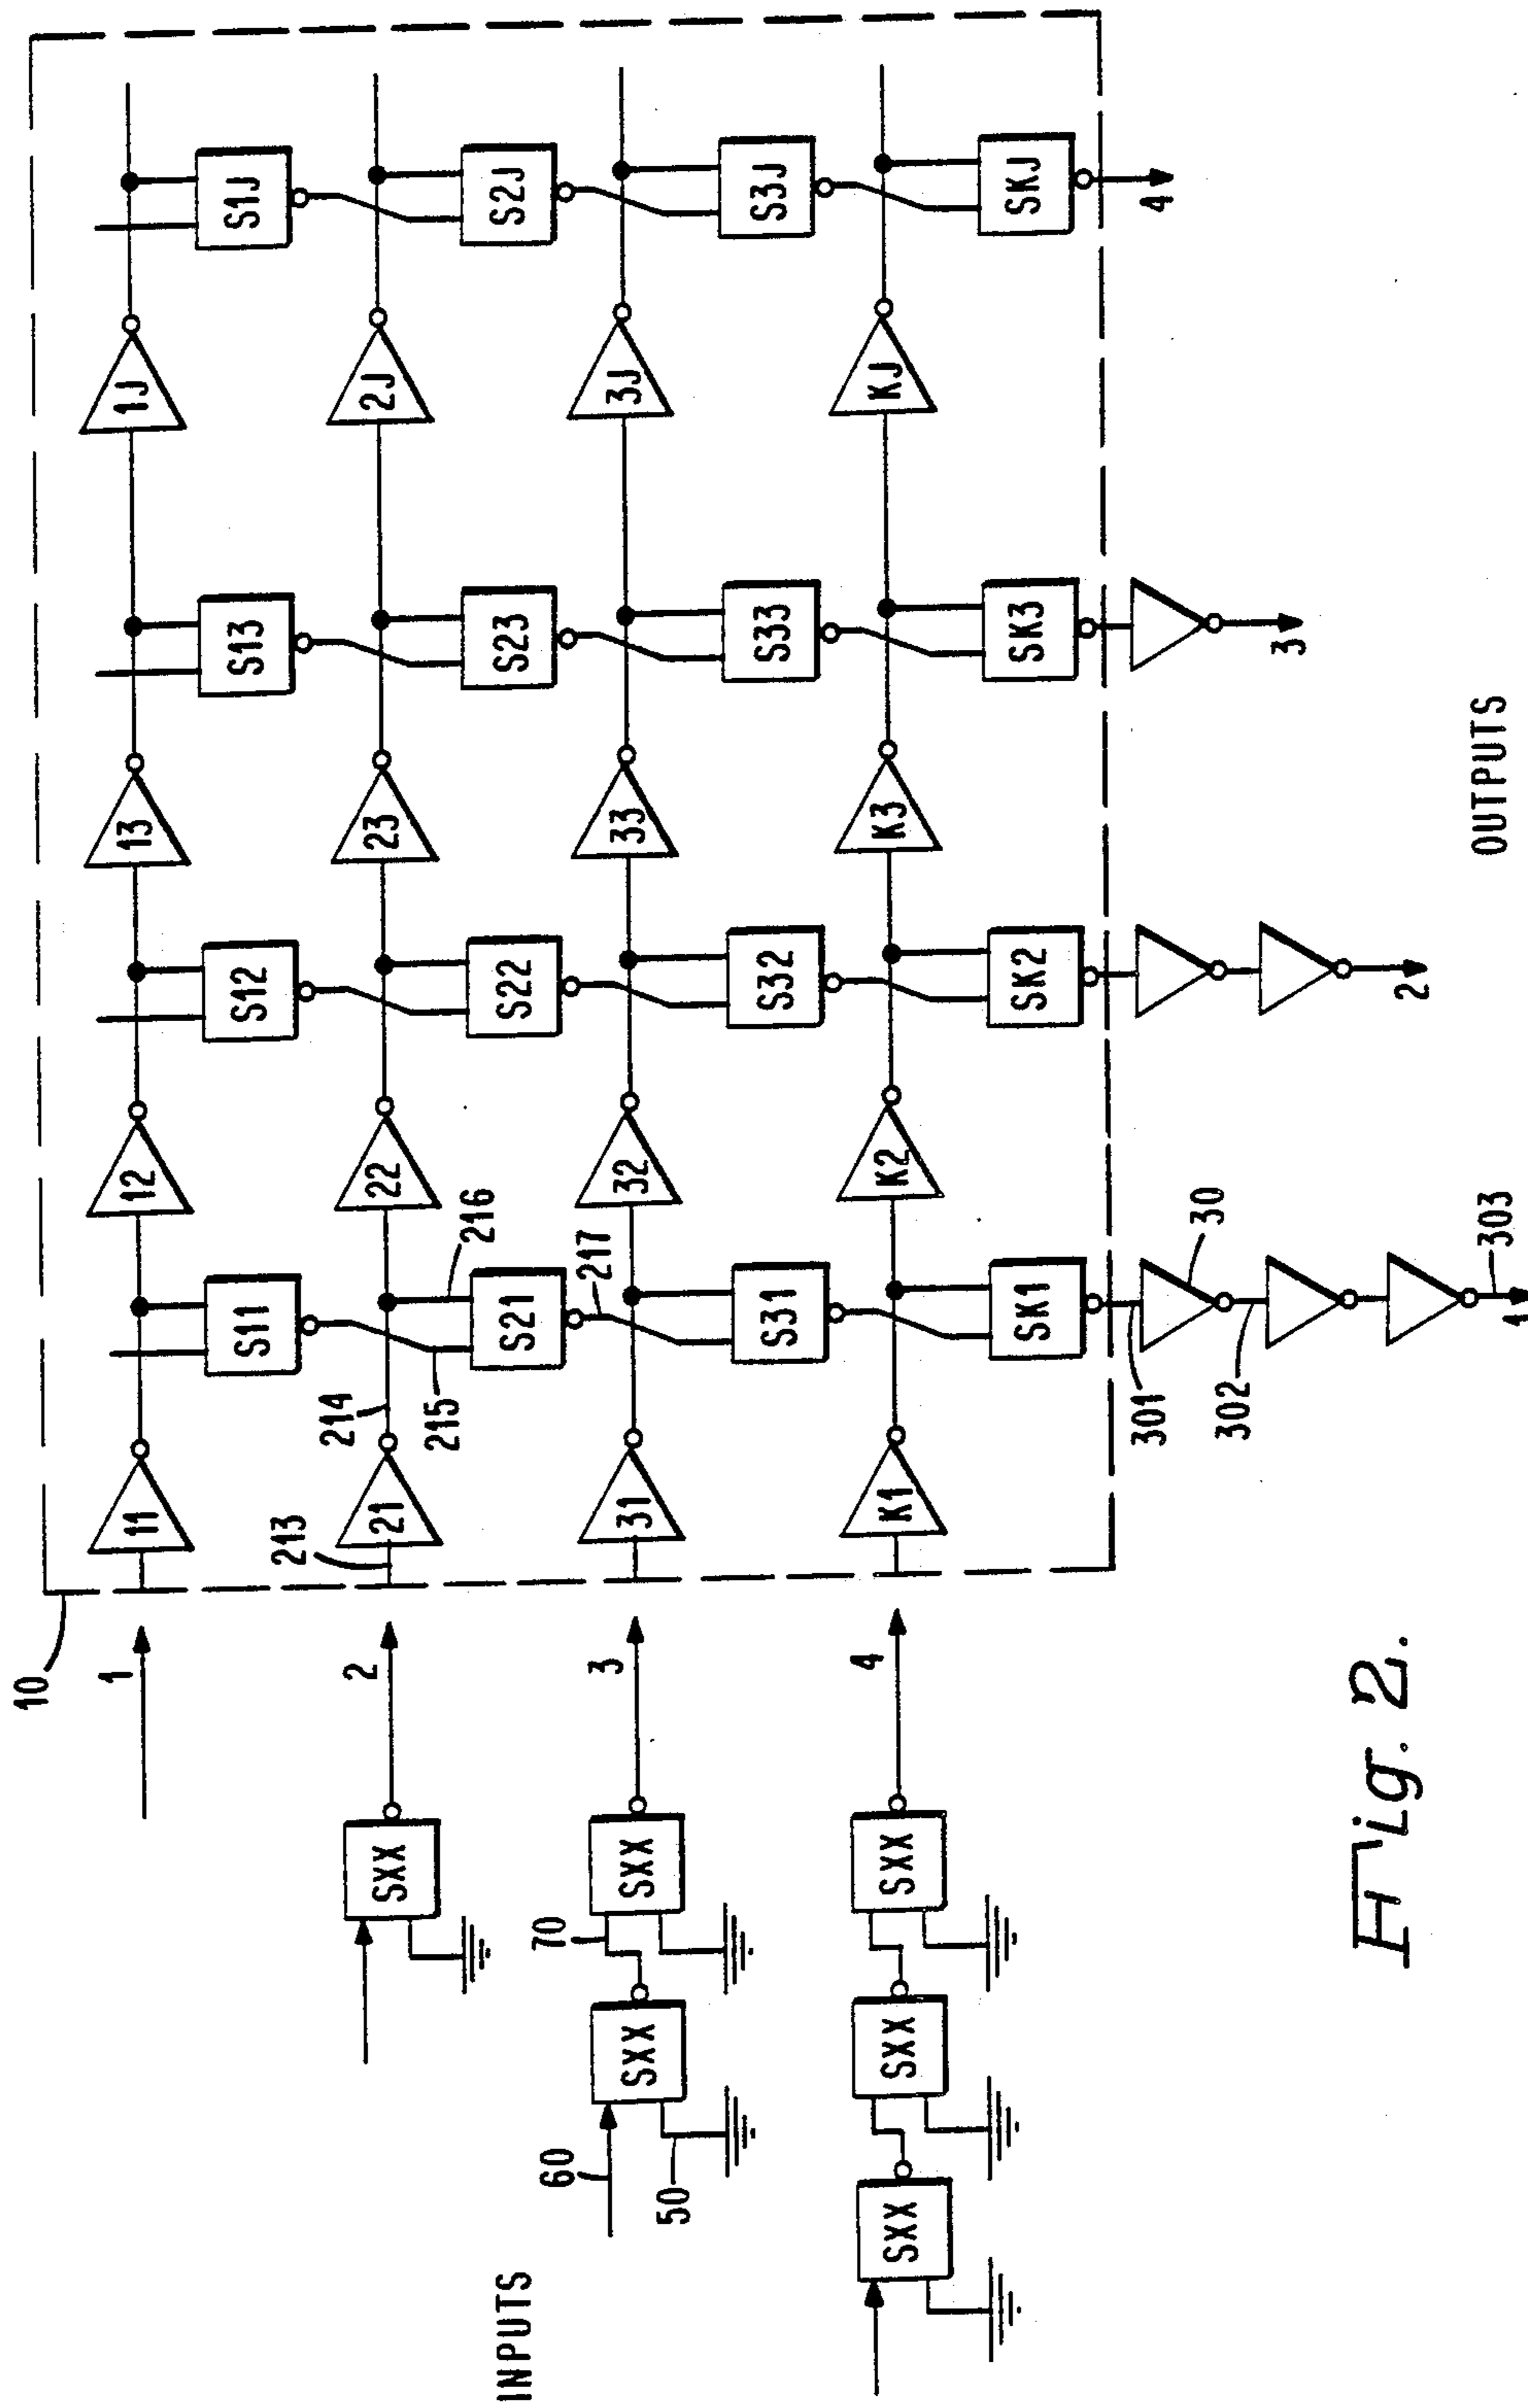 10
1
11
12
13
1J
S11
S12
S13
S1J
213
214
215
216
2
21
22
23
2J
SXX
S21
S22
S23
S2J
217
3
31
32
33
3J
60
50
70
SXX
SXX
S31
S32
S33
S3J
4
K1
K2
K3
KJ
SXX
SXX
SXX
SK1
SK2
SK3
SKJ
301
302
30
303
1
2
3
4
INPUTS
OUTPUTS
Fig. 2.